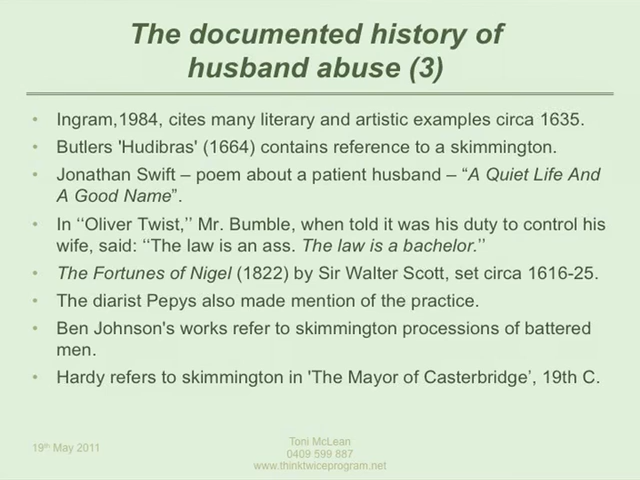 The documented history of
husband abuse (3)
• Ingram,1984, cites many literary and artistic examples circa 1635.
• Butlers 'Hudibras' (1664) contains reference to a skimmington.
• Jonathan Swift – poem about a patient husband – “A Quiet Life And
A Good Name”.
• In ‘‘Oliver Twist,’’ Mr. Bumble, when told it was his duty to control his
wife, said: ‘‘The law is an ass. The law is a bachelor.’’
• The Fortunes of Nigel (1822) by Sir Walter Scott, set circa 1616-25.
• The diarist Pepys also made mention of the practice.
• Ben Johnson's works refer to skimmington processions of battered
men.
• Hardy refers to skimmington in 'The Mayor of Casterbridge’, 19th C.
19th May 2011
Toni McLean
0409 599 887
www.thinktwiceprogram.net